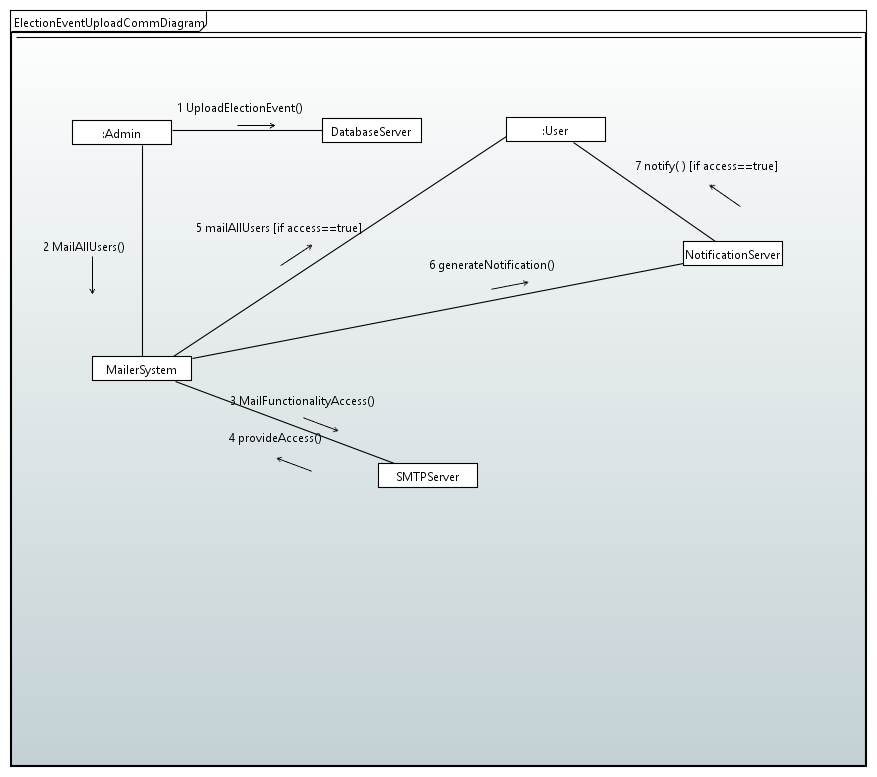 ElectionEventUploadCommDiagram
1 UploadElectionEvent()
:Admin
DatabaseServer
:User
7 notify( ) [if access==true]
5 mailAllUsers [if access==true]
2 MailAllUsers()
NotificationServer
6 generateNotification()
MailerSystem
3 MailFunctionalityAccess()
4 provideAccess()
SMTPServer